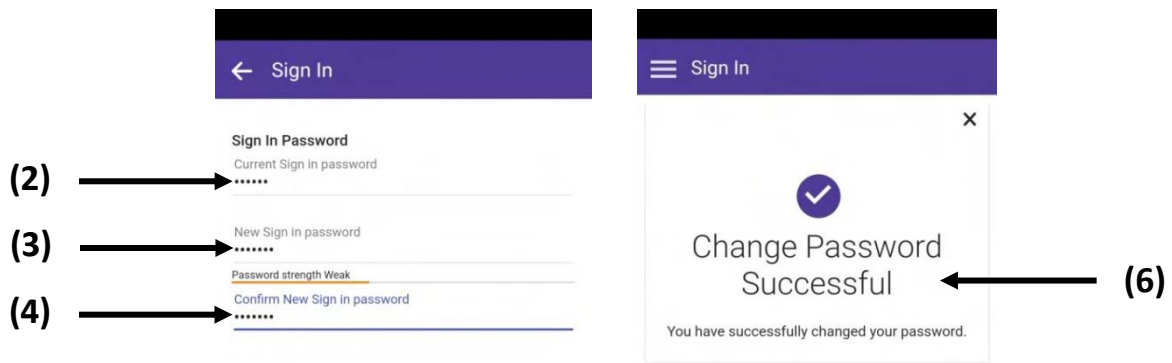 Sign In
Sign In Password
Current Sign in password
••••••
New Sign in password
•••••••
Password strength Weak
Confirm New Sign in password
•••••••
(2)
(3)
(4)
Sign In
Change Password
Successful
You have successfully changed your password.
(6)